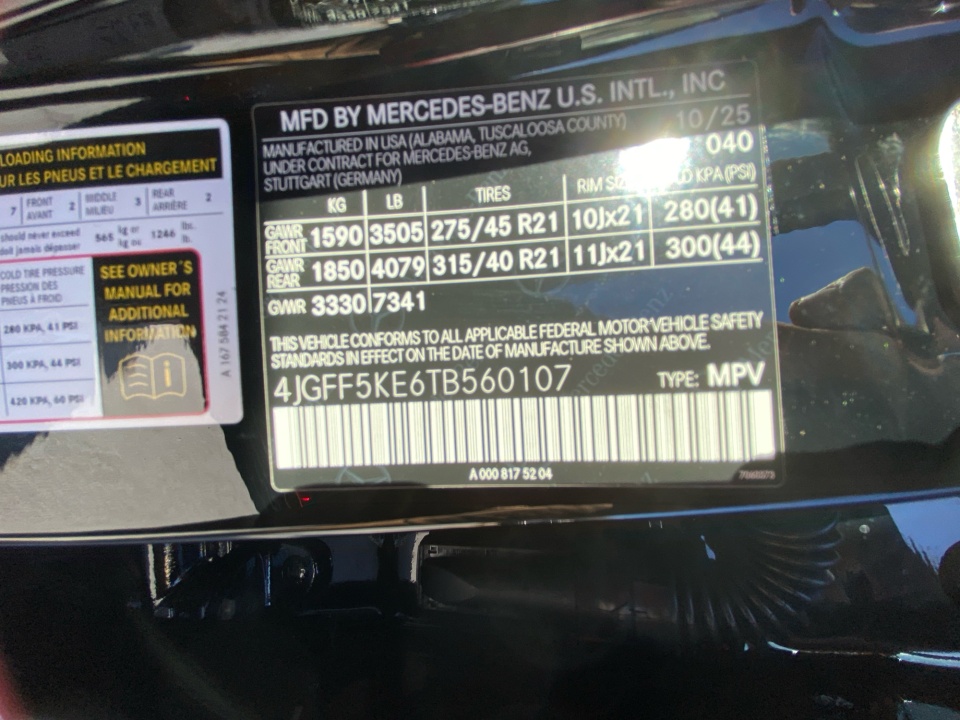 LOADING INFORMATION
UR LES PNEUS ET LE CHARGEMENT
7 FRONT AVANT 2 MIDDLE MILIEU 3 REAR ARRIÈRE 2
should never exceed
doit jamais dépasser 565 kg or kg ou 1246 lbs. lb.
COLD TIRE PRESSURE
PRESSION DES
PNEUS À FROID
280 KPA, 41 PSI
300 KPA, 44 PSI
420 KPA, 60 PSI
SEE OWNER'S
MANUAL FOR
ADDITIONAL
INFORMATION
A 167 584 21 24
MFD BY MERCEDES-BENZ U.S. INTL., INC
MANUFACTURED IN USA (ALABAMA, TUSCALOOSA COUNTY) 10/25
UNDER CONTRACT FOR MERCEDES-BENZ AG, 040
STUTTGART (GERMANY)
KG LB TIRES RIM KPA(PSI)
GAWR FRONT 1590 3505 275/45 R21 10Jx21 280(41)
GAWR REAR 1850 4079 315/40 R21 11Jx21 300(44)
GWR 3330 7341
THIS VEHICLE CONFORMS TO ALL APPLICABLE FEDERAL MOTOR VEHICLE SAFETY
STANDARDS IN EFFECT ON THE DATE OF MANUFACTURE SHOWN ABOVE.
4JGFF5KE6TB560107 TYPE: MPV
A 000 817 52 04